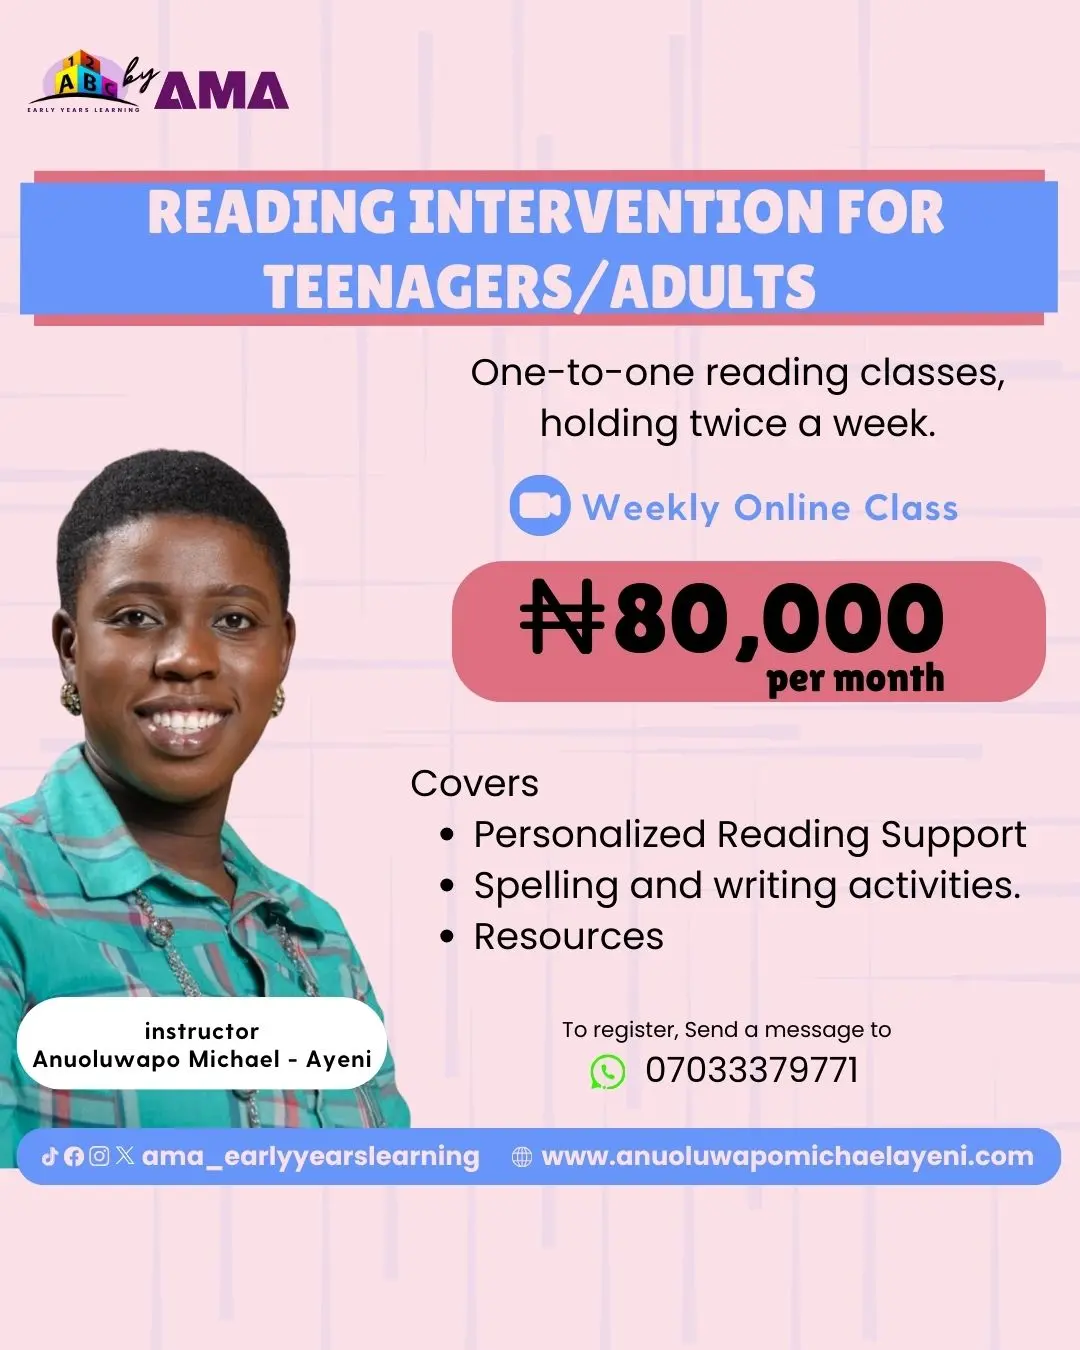 1 2
A B C
EARLY YEARS LEARNING
by AMA
READING INTERVENTION FOR
TEENAGERS/ADULTS
One-to-one reading classes,
holding twice a week.
Weekly Online Class
₦80,000
per month
Covers
• Personalized Reading Support
• Spelling and writing activities.
• Resources
instructor
Anuoluwapo Michael - Ayeni
To register, Send a message to
07033379771
ama_earlyyearslearning
www.anuoluwapomichaelayeni.com